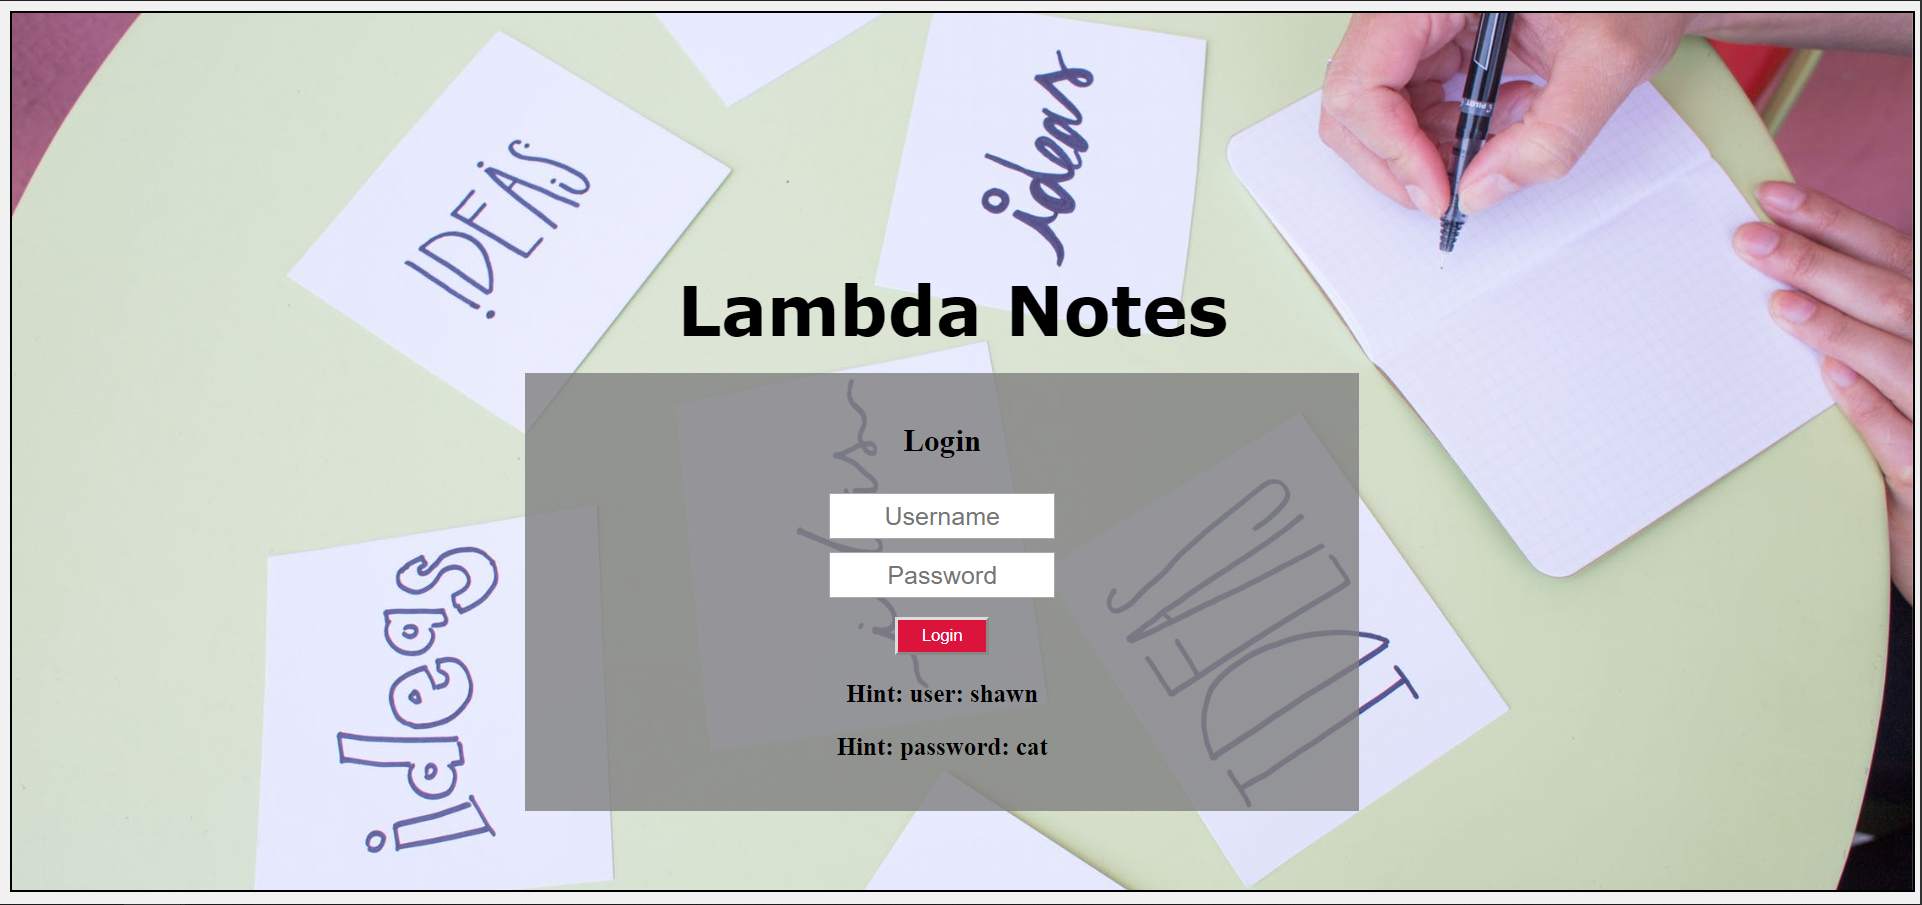 IDEAS
ideas
Lambda Notes
Login
Username
Password
Login
Hint: user: shawn
Hint: password: cat
ideas
IDEAS